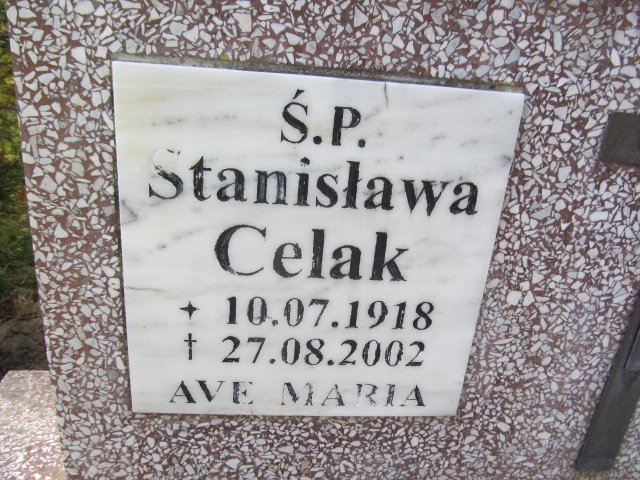 Ś.P.
Stanisława
Celak
✦ 10.07.1918
† 27.08.2002
AVE MARIA